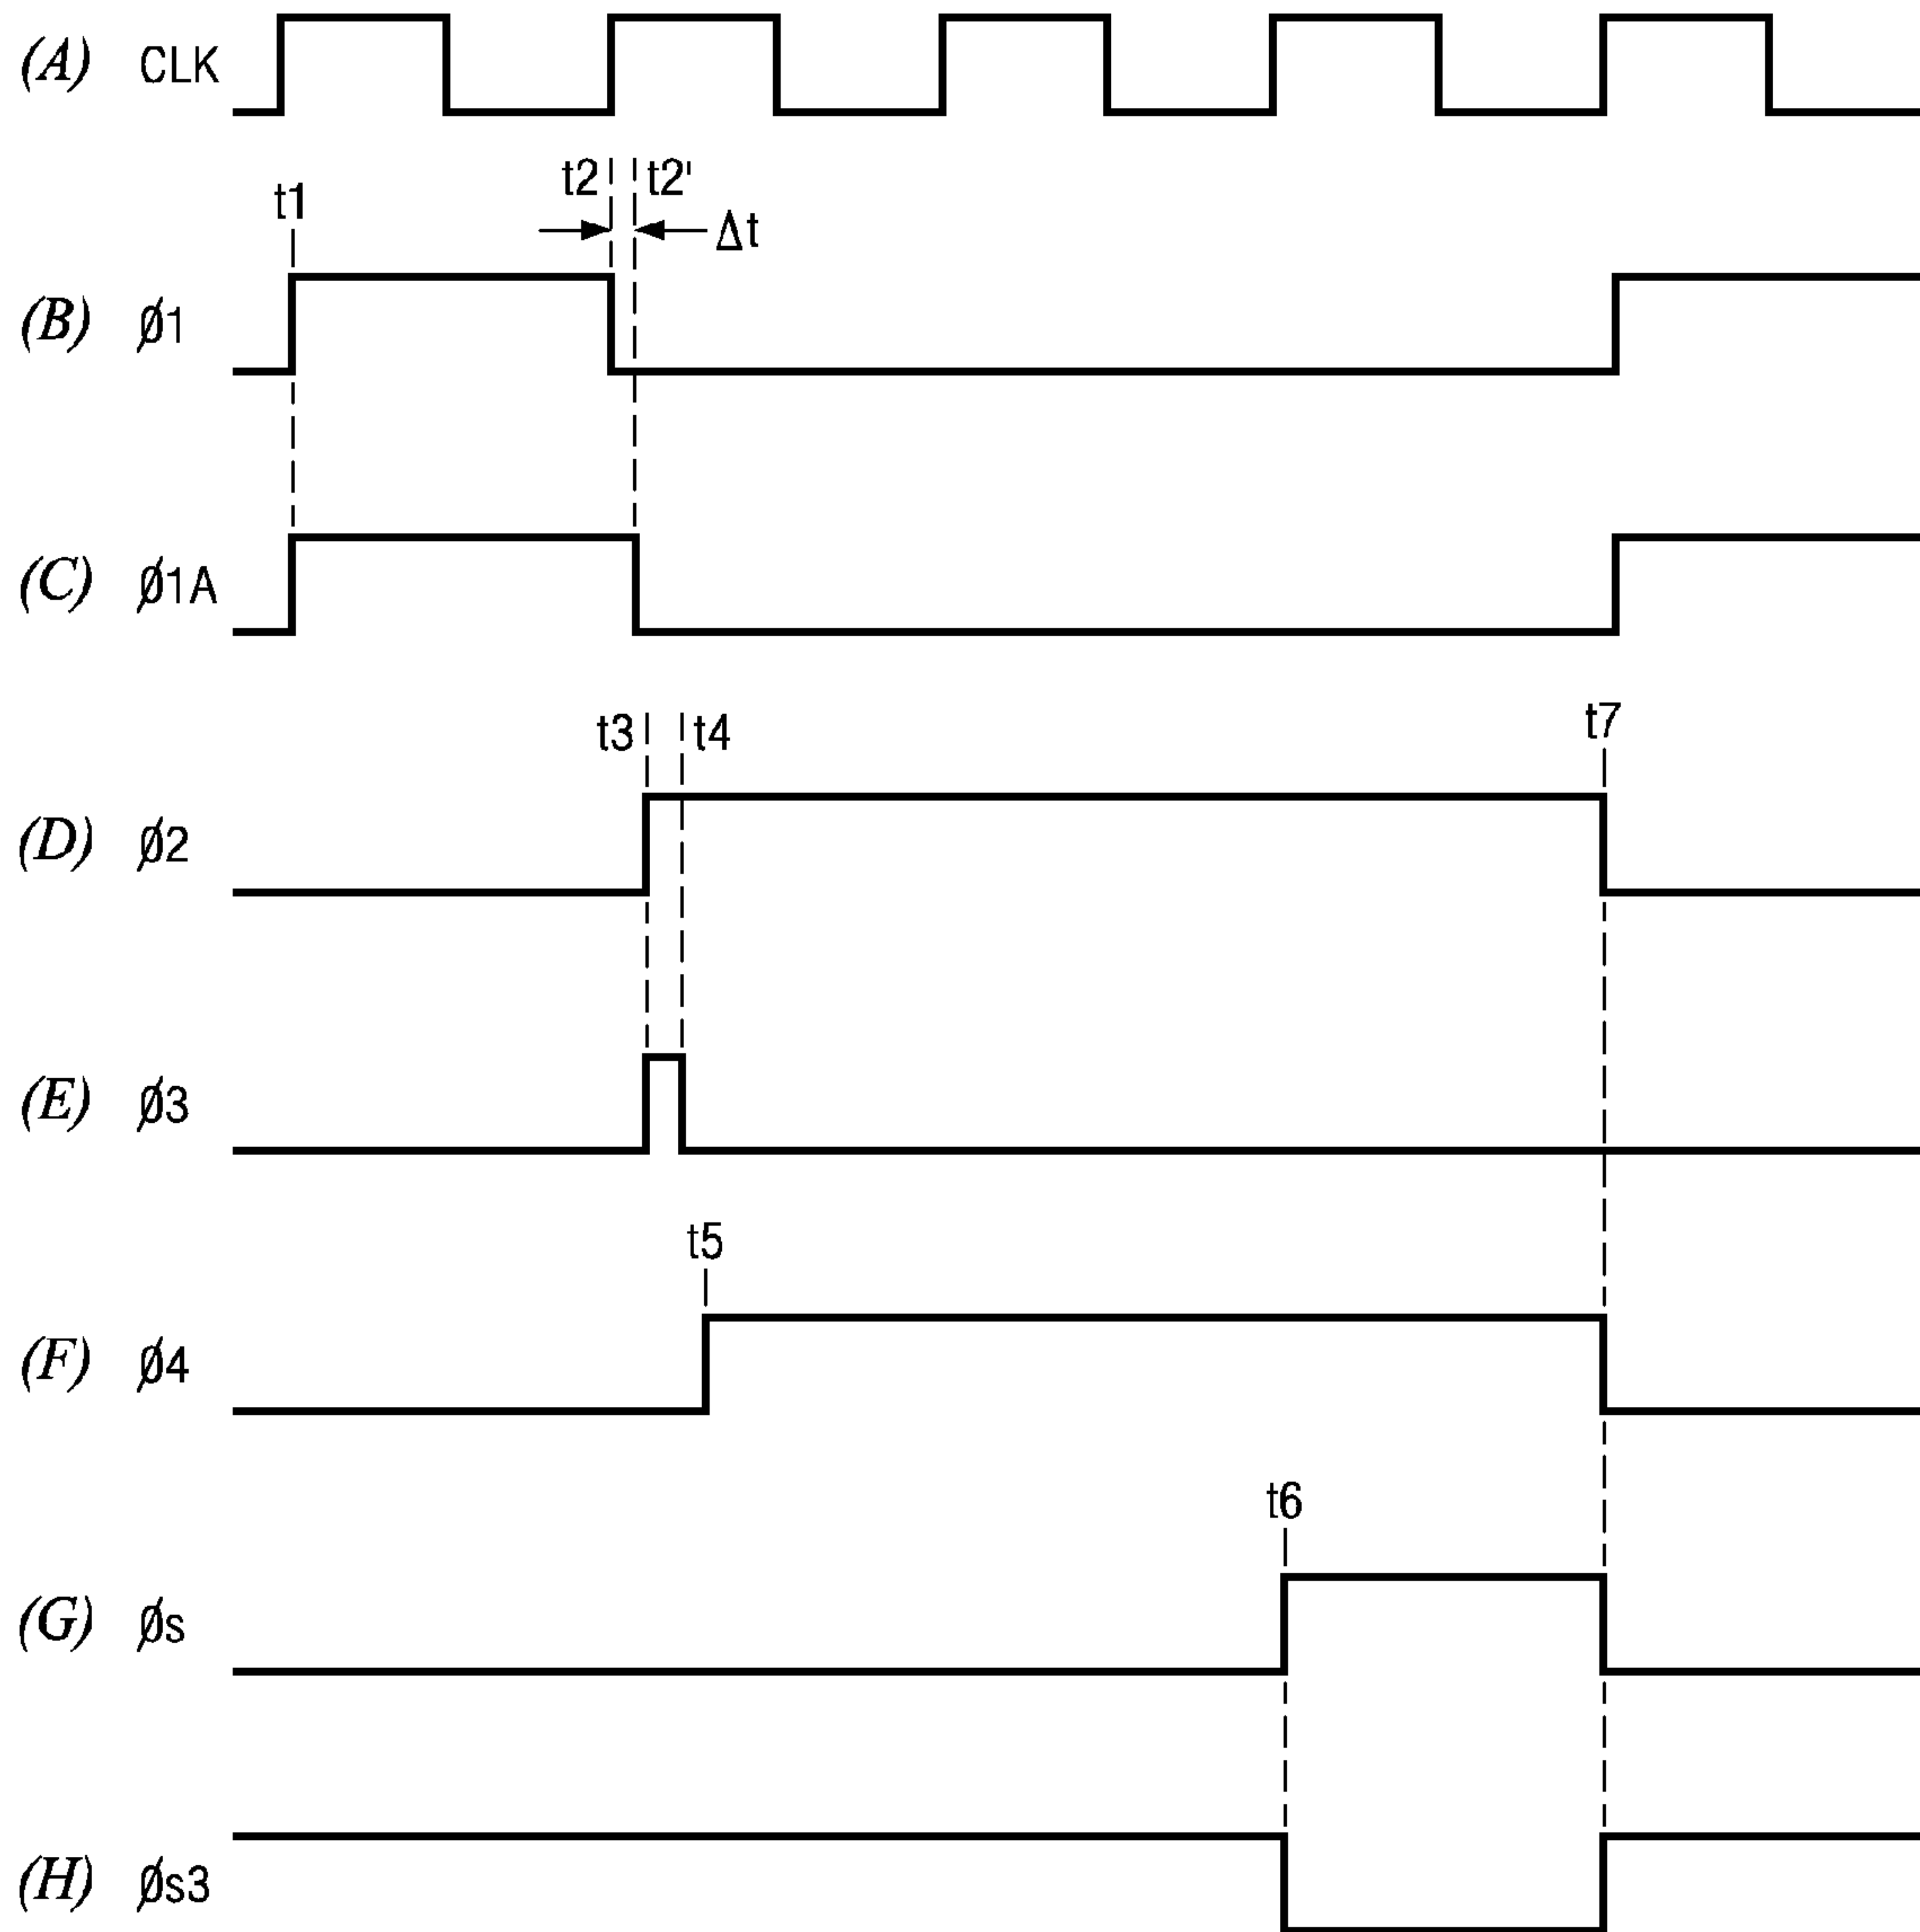 (A) CLK
t2 t2'
t1
Δt
(B) ø1
(C) ø1A
t3 t4
t7
(D) ø2
(E) ø3
t5
(F) ø4
t6
(G) øs
(H) øs3